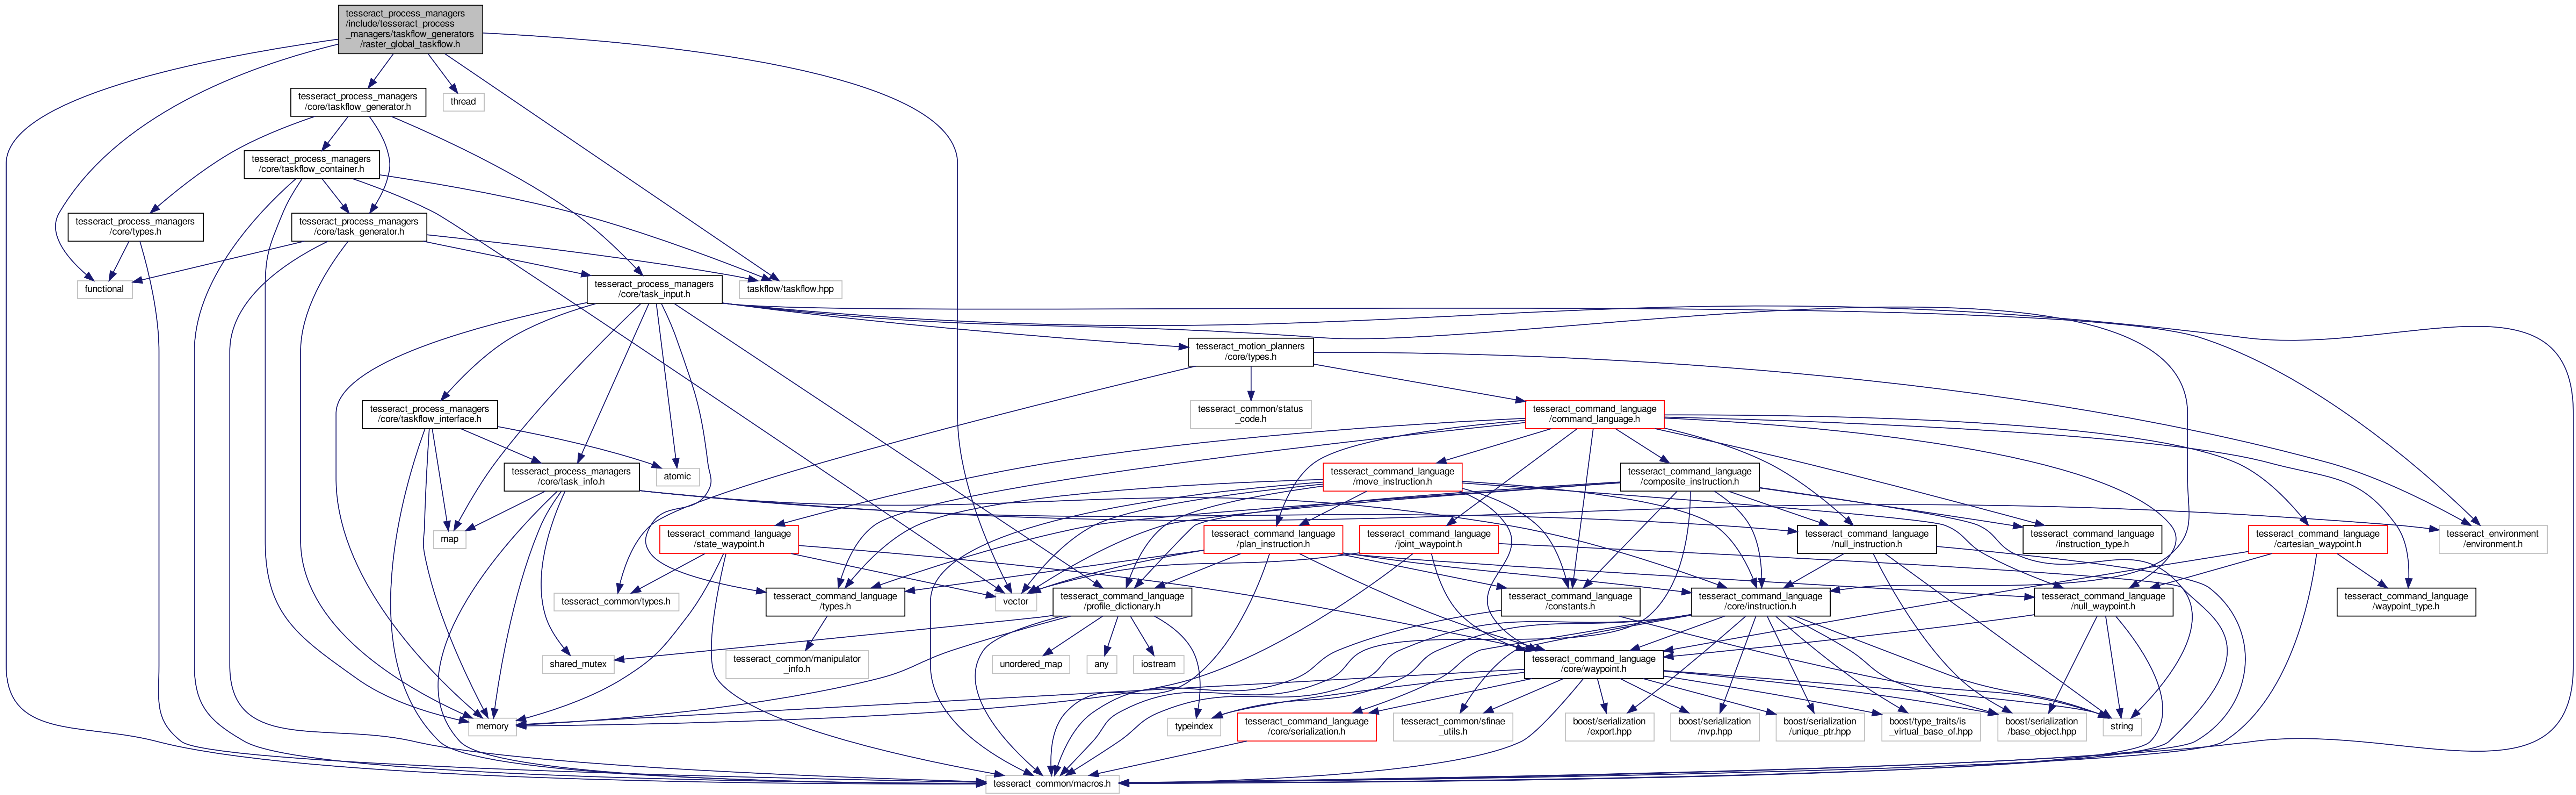 tesseract_process_managers
/include/tesseract_process
_managers/taskflow_generators
/raster_global_taskflow.h
tesseract_process_managers
/core/taskflow_generator.h
thread
tesseract_process_managers
/core/taskflow_container.h
tesseract_process_managers
/core/types.h
tesseract_process_managers
/core/task_generator.h
functional
tesseract_process_managers
/core/task_input.h
taskflow/taskflow.hpp
tesseract_motion_planners
/core/types.h
tesseract_process_managers
/core/taskflow_interface.h
tesseract_common/status
_code.h
tesseract_command_language
/command_language.h
tesseract_process_managers
/core/task_info.h
atomic
tesseract_command_language
/move_instruction.h
tesseract_command_language
/composite_instruction.h
map
tesseract_command_language
/state_waypoint.h
tesseract_command_language
/plan_instruction.h
tesseract_command_language
/joint_waypoint.h
tesseract_command_language
/null_instruction.h
tesseract_command_language
/instruction_type.h
tesseract_command_language
/cartesian_waypoint.h
tesseract_environment
/environment.h
tesseract_common/types.h
tesseract_command_language
/types.h
vector
tesseract_command_language
/profile_dictionary.h
tesseract_command_language
/constants.h
tesseract_command_language
/core/instruction.h
tesseract_command_language
/null_waypoint.h
tesseract_command_language
/waypoint_type.h
shared_mutex
tesseract_common/manipulator
_info.h
unordered_map
any
iostream
tesseract_command_language
/core/waypoint.h
memory
typeindex
tesseract_command_language
/core/serialization.h
tesseract_common/sfinae
_utils.h
boost/serialization
/export.hpp
boost/serialization
/nvp.hpp
boost/serialization
/unique_ptr.hpp
boost/type_traits/is
_virtual_base_of.hpp
boost/serialization
/base_object.hpp
string
tesseract_common/macros.h